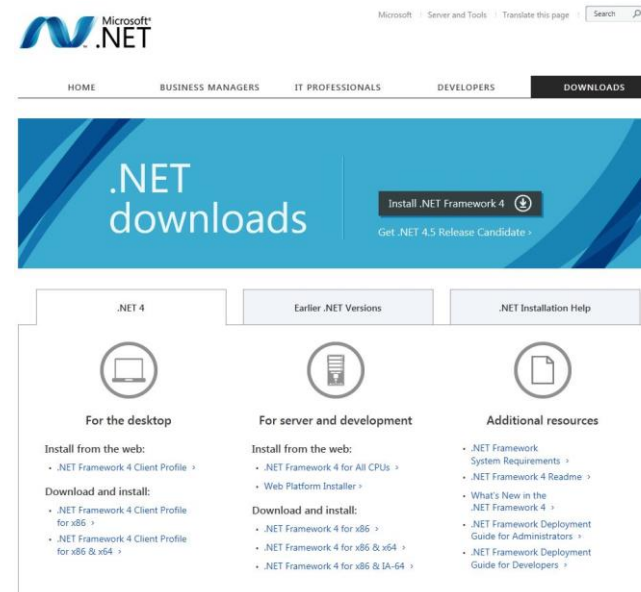 Microsoft®
.NET
Microsoft | Server and Tools | Translate this page | Search
HOME BUSINESS MANAGERS IT PROFESSIONALS DEVELOPERS DOWNLOADS
.NET
downloads
Install .NET Framework 4
Get .NET 4.5 Release Candidate ›
.NET 4
Earlier .NET Versions
.NET Installation Help
For the desktop
Install from the web:
• .NET Framework 4 Client Profile ›
Download and install:
• .NET Framework 4 Client Profile
for x86 ›
• .NET Framework 4 Client Profile
for x86 & x64 ›
For server and development
Install from the web:
• .NET Framework 4 for All CPUs ›
• Web Platform Installer ›
Download and install:
• .NET Framework 4 for x86 ›
• .NET Framework 4 for x86 & x64 ›
• .NET Framework 4 for x86 & IA-64 ›
Additional resources
• .NET Framework
System Requirements ›
• .NET Framework 4 Readme ›
• What's New in the
.NET Framework 4 ›
• .NET Framework Deployment
Guide for Administrators ›
• .NET Framework Deployment
Guide for Developers ›